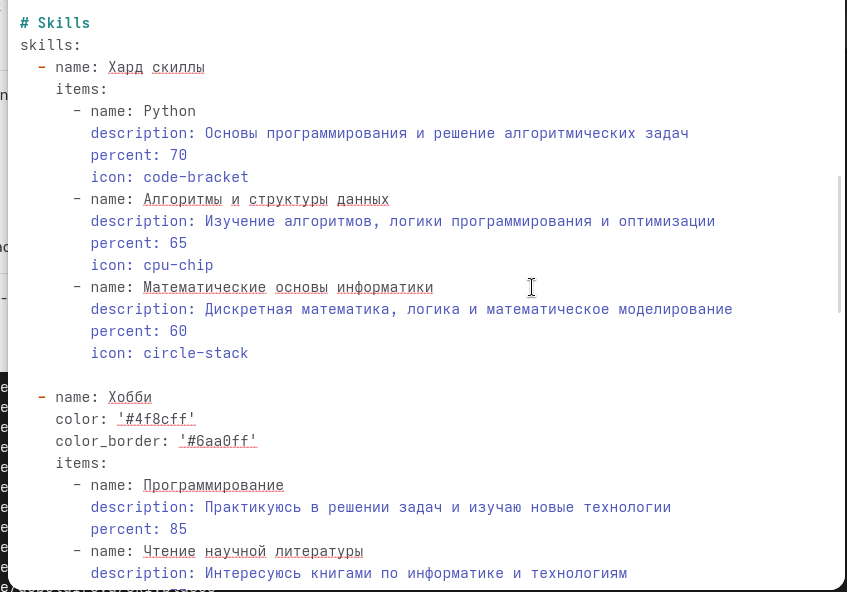 # Skills
skills:
  - name: Хард скиллы
    items:
      - name: Python
        description: Основы программирования и решение алгоритмических задач
        percent: 70
        icon: code-bracket
      - name: Алгоритмы и структуры данных
        description: Изучение алгоритмов, логики программирования и оптимизации
        percent: 65
        icon: cpu-chip
      - name: Математические основы информатики
        description: Дискретная математика, логика и математическое моделирование
        percent: 60
        icon: circle-stack
  - name: Хобби
    color: '#4f8cff'
    color_border: '#6aa0ff'
    items:
      - name: Программирование
        description: Практикуюсь в решении задач и изучаю новые технологии
        percent: 85
      - name: Чтение научной литературы
        description: Интересуюсь книгами по информатике и технологиям